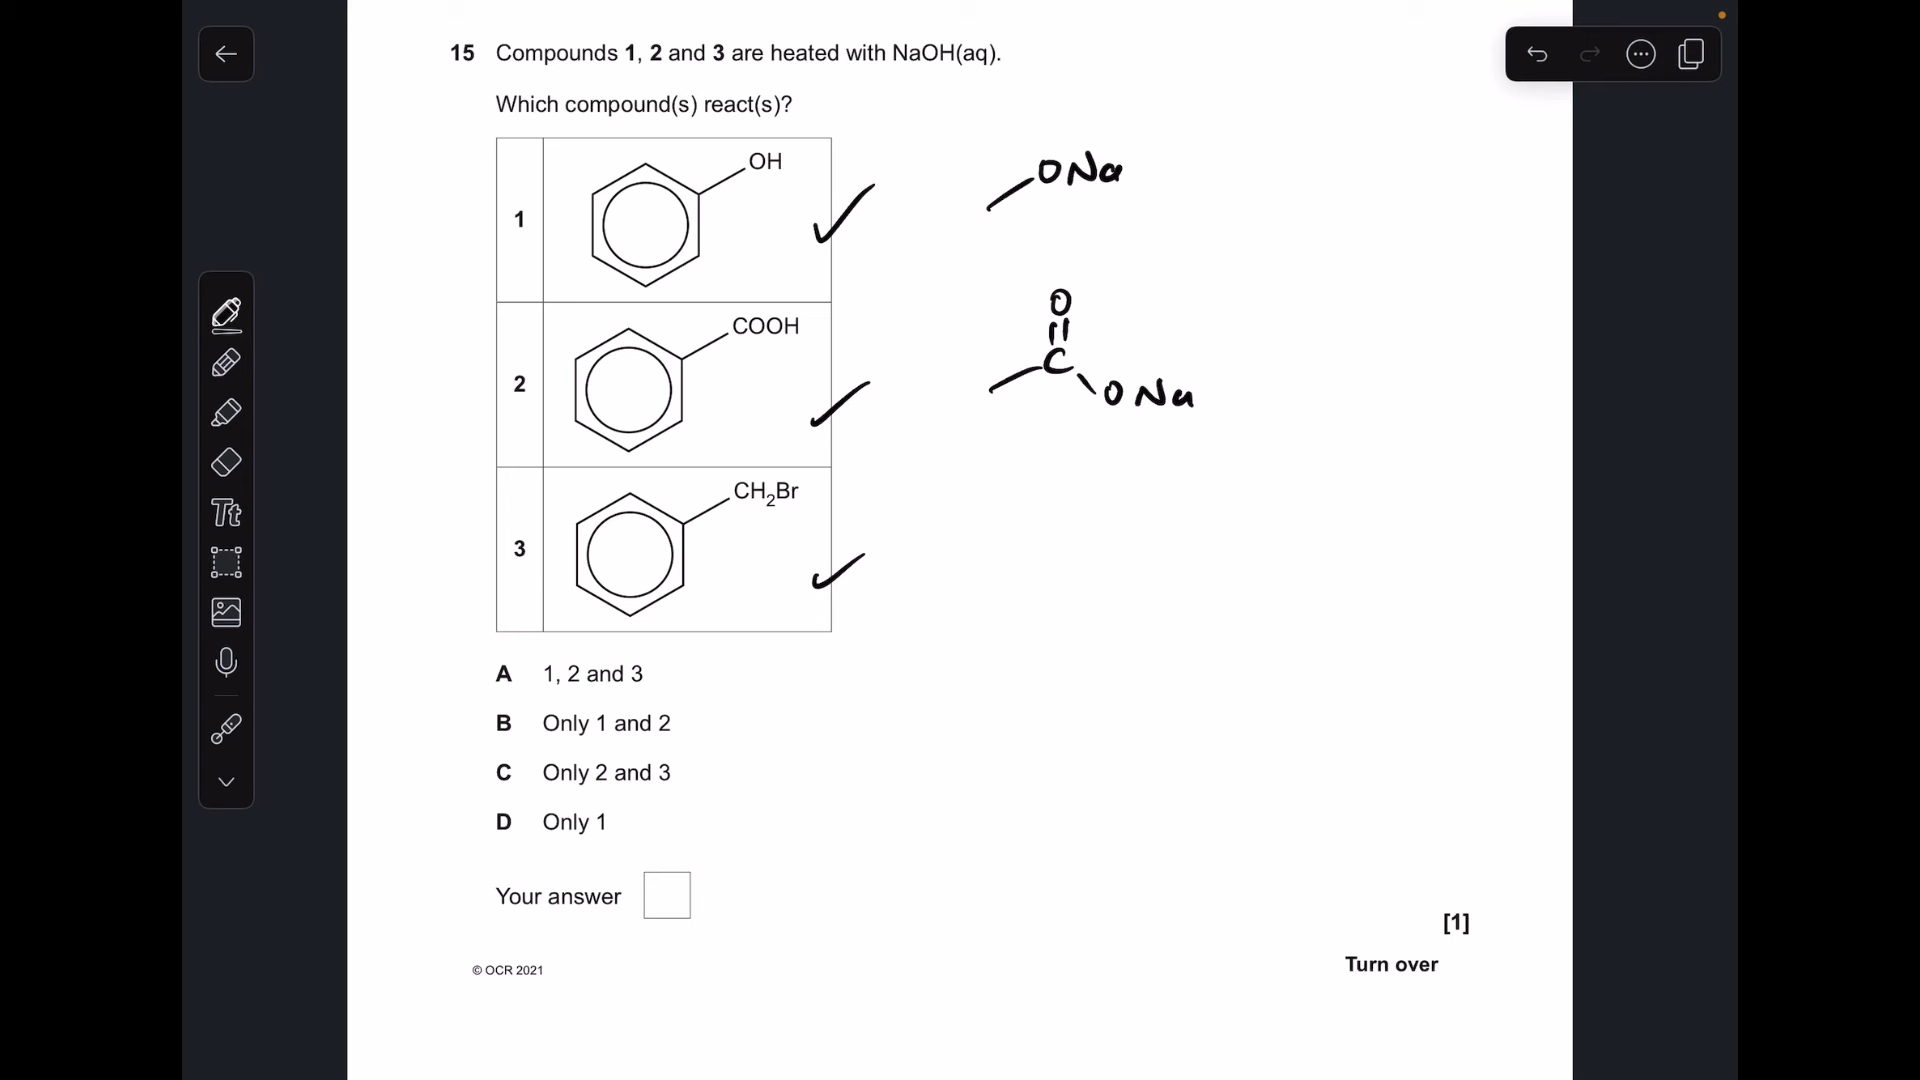 15 Compounds 1, 2 and 3 are heated with NaOH(aq).
Which compound(s) react(s)?
1
OH
ONa
2
COOH
O
C
ONa
3
CH₂Br
A 1, 2 and 3
B Only 1 and 2
C Only 2 and 3
D Only 1
Your answer
[1]
© OCR 2021
Turn over
Tt